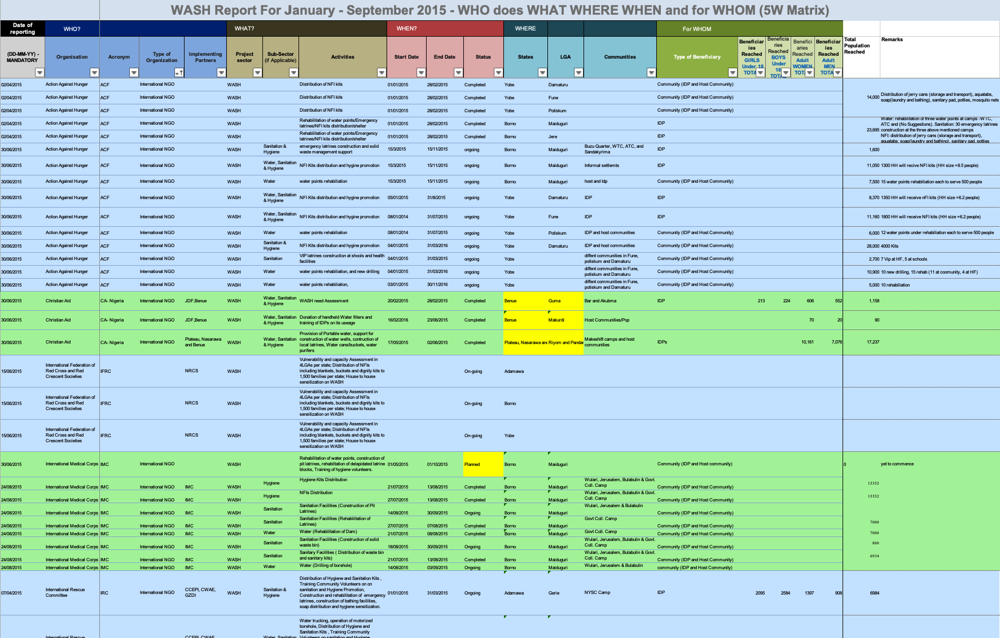 WASH Report For January - September 2015 - WHO does WHAT WHERE WHEN and for WHOM (5W Matrix)
Date of reporting WHO? WHAT? WHEN? WHERE For WHOM
(DD-MM-YY) - MANDATORY Organisation Acronym Type of Organization Implementing Partners Project sector Sub-Sector (if Applicable) Activities Start Date End Date Status States LGA Communities Type of Beneficiary Beneficiaries Reached GIRLS Under 18 TOTA Beneficiaries Reached BOYS Under 18 TOTA Beneficiaries Reached Adult WOMEN TOTA Beneficiaries Reached Adult MEN TOTA Total Population Reached Remarks
02/04/2015 Action Against Hunger ACF International NGO WASH Distribution of NFI kits 01/01/2015 28/02/2015 Completed Yobe Damaturu Community (IDP and Host Community)
02/04/2015 Action Against Hunger ACF International NGO WASH Distribution of NFI kits 01/01/2015 28/02/2015 Completed Yobe Fune Community (IDP and Host Community) 14,000 Distribution of jerry cans (storage and transport), aquatabs, soap(laundry and bathing), sanitary pad, potties, mosquito nets
02/04/2015 Action Against Hunger ACF International NGO WASH Distribution of NFI kits 01/01/2015 28/02/2015 Completed Yobe Potiskum Community (IDP and Host Community)
02/04/2015 Action Against Hunger ACF International NGO WASH Rehabilitation of water points/Emergency latrines/NFI kits distribution/shelter 01/01/2015 28/02/2015 Completed Borno Maiduguri IDP
02/04/2015 Action Against Hunger ACF International NGO WASH Rehabilitation of water points/Emergency latrines/NFI kits distribution/shelter 01/01/2015 28/02/2015 Completed Borno Jere IDP 23,695 Water: rehabilitation of three water points at camps -WTC, ATC and (No Suggestions). Sanitation: 30 emergency latrines construction at the three above mentioned camps NFI: distribution of jerry cans (storage and transport), aquatabs, soap(laundry and bathing), sanitary pad, potties
30/06/2015 Action Against Hunger ACF International NGO WASH Sanitation & Hygiene emergency latrines construction and solid waste management support 15/3/2015 15/11/2015 ongoing Borno Maiduguri Buzu Quarter, WTC, ATC, and Sandakyrima IDP 1,600
30/06/2015 Action Against Hunger ACF International NGO WASH Water, Sanitation & Hygiene NFI Kits distribution and hygine promotion 15/3/2015 15/11/2015 ongoing Borno Maiduguri Informal settlemts IDP 11,050 1300 HH will recive NFI kits (HH size =8.5 people)
30/06/2015 Action Against Hunger ACF International NGO WASH Water water points rehabiliation 15/3/2015 15/11/2015 ongoing Borno Maiduguri host and Idp Community (IDP and Host Community) 7,500 15 water points rehabiliation each to serve 500 people
30/06/2015 Action Against Hunger ACF International NGO WASH Water, Sanitation & Hygiene NFI Kits distribution and hygine promotion 05/01/2015 31/8/2015 ongoing Yobe Damaturu IDP IDP 8,370 1350 HH will receive nFI kits (HH size =6.2 people)
30/06/2015 Action Against Hunger ACF International NGO WASH Water, Sanitation & Hygiene NFI Kits distribution and hygine promotion 08/01/2014 31/07/2015 ongoing Yobe Fune IDP IDP 11,160 1800 HH will receive NFI kits (HH size =6.2 people)
30/06/2015 Action Against Hunger ACF International NGO WASH Water water points rehabiliation 08/01/2014 31/07/2015 ongoing Yobe Potiskum IDP and host communities Community (IDP and Host Community) 6,000 12 water points under rehabiliation each to serve 500 people
30/06/2015 Action Against Hunger ACF International NGO WASH Sanitation & Hygiene NFI Kits distribution and hygine promotion 04/01/2015 31/03/2016 ongoing Yobe Damaturu IDP and host communities Community (IDP and Host Community) 28,000 4000 Kits
30/06/2015 Action Against Hunger ACF International NGO WASH Sanitation VIP latrines construction at shools and health facilities 04/01/2015 31/03/2015 ongoing Yobe diffent communities in Fune, potiskum and Damaturu Community (IDP and Host Community) 2,700 7 Vip at HF, 5 at schools
30/06/2015 Action Against Hunger ACF International NGO WASH Water water points rehabiliation, and new drilling 04/01/2015 31/03/2016 ongoing Yobe diffent communities in Fune, potiskum and Damaturu Community (IDP and Host Community) 10,900 10 new drilling, 15 rehab (11 at coomunity, 4 at HF)
30/06/2015 Action Against Hunger ACF International NGO WASH Water water points rehabiliation, 03/01/2015 30/11/2016 ongoing Yobe diffent communities in Fune, potiskum and Damaturu Community (IDP and Host Community) 5,000 10 rehabiliation
30/06/2015 Christian Aid CA- Nigeria International NGO JDF,Benue WASH Water, Sanitation & Hygiene WASH need Assessment 20/02/2015 28/02/2015 Completed Benue Guma Bar and Akubma IDP 213 224 606 552 1,158
30/06/2015 Christian Aid CA- Nigeria International NGO JDF,Benue WASH Water, Sanitation & Hygiene Donation of handheld Water filters and training of IDPs on its useage 16/02/2016 23/06/2015 Completed Benue Makurdi Host Communities/Pop 70 20 90
30/06/2015 Christian Aid CA- Nigeria International NGO Plateau, Nasarawa and Benue WASH Water, Sanitation & Hygiene Provision of Portable water, support for construction of water wells, contruction of local latrines, Water cans/buckets, water purifers 17/05/2015 02/06/2015 Completed Plateau, Nasarawa and Riyom and Pandar Makeshift camps and host communities IDPs 10,161 7,076 17,237
15/06/2015 International Federation of Red Cross and Red Crescent Societies IFRC NRCS WASH Vulnerability and capacity Assessment in 4LGAs per state; Distribution of NFIs including blankets, buckets and dignity kits to 1,500 families per state; House to house sensitization on WASH On-going Adamawa
15/06/2015 International Federation of Red Cross and Red Crescent Societies IFRC NRCS WASH Vulnerability and capacity Assessment in 4LGAs per state; Distribution of NFIs including blankets, buckets and dignity kits to 1,500 families per state; House to house sensitization on WASH On-going Borno
15/06/2015 International Federation of Red Cross and Red Crescent Societies IFRC NRCS WASH Vulnerability and capacity Assessment in 4LGAs per state; Distribution of NFIs including blankets, buckets and dignity kits to 1,500 families per state; House to house sensitization on WASH On-going Yobe
30/06/2015 International Medical Corps IMC International NGO WASH Rehabilitation of water points, construction of pit latrines, rehabiltation of delapidated latrine blocks, Training of hygiene volunteers. 01/05/2015 01/10/2015 Planned Borno Maiduguri Community (IDP and Host community) 0 yet to commence
24/08/2015 International Medical Corps IMC International NGO IMC WASH Hygiene Hygiene Kits Distribution 21/07/2015 13/08/2015 Completed Borno Maiduguri Wulari, Jerusalem, Bulabulin & Govt. Coll. Camp Community (IDP and Host Community) 15352
24/08/2015 International Medical Corps IMC International NGO IMC WASH Hygiene NFIs Distribution 27/07/2015 13/08/2015 Completed Borno Maiduguri Wulari, Jerusalem, Bulabulin & Govt. Coll. Camp Community (IDP and Host Community) 15352
24/08/2015 International Medical Corps IMC International NGO IMC WASH Sanitation Sanitation Facilities (Construction of Pit Latrines) 14/08/2015 30/09/2015 Ongoing Borno Maiduguri Wulari, Jerusalem & Bulabulin Community (IDP and Host Community)
24/08/2015 International Medical Corps IMC International NGO IMC WASH Sanitation Sanitation Facilities (Rehabilitation of Latrines) 27/07/2015 07/08/2015 Completed Borno Maiduguri Govt Coll. Camp Community (IDP and Host Community) 7000
24/08/2015 International Medical Corps IMC International NGO IMC WASH Water Water (Rehabilitation of Dam) 21/07/2015 08/08/2015 Completed Borno Maiduguri Govt Coll. Camp Community (IDP and Host Community) 7000
24/08/2015 International Medical Corps IMC International NGO IMC WASH Sanitation Sanitation Facilities (Construction of solid waste bin) 18/08/2015 30/09/2015 Ongoing Borno Maiduguri Wulari, Jerusalem, Bulabulin & Govt. Coll. Camp Community (IDP and Host Community) 800
24/08/2015 International Medical Corps IMC International NGO IMC WASH Sanitation Sanitary Facilities ( Distribution of waste bin and sanitary kits) 21/07/2015 13/08/2015 Completed Borno Maiduguri Wulari, Jerusalem, Bulabulin & Govt. Coll. Camp Community (IDP and Host Community) 6934
24/08/2015 International Medical Corps IMC International NGO IMC WASH Water Water (Drilling of borehole) 14/08/2015 03/09/2015 Ongoing Borno Maiduguri Wulari, Jerusalem & Bulabulin community (IDP and Host Community)
07/04/2015 International Rescue Committee IRC International NGO CCEPI, CWAE, GZDI WASH Sanitation & Hygiene Distribution of Hygiene and Sanitation Kits , Training Community Volunteers on on sanitation and Hygiene Promotion, Construction and rehabilitation of emergency latrines, construction of bathing facilities, soap distribution and hygiene sensitization. 01/01/2015 31/03/2015 Ongoing Adamawa Gerie NYSC Camp IDP 2095 2584 1397 908 6984
International Rescue CCEPI, CWAE, Water, Sanitation Water trucking, operation of motorized borehole, Distribution of Hygiene and Sanitation Kits , Training Community Volunteers on sanitation and Hygiene